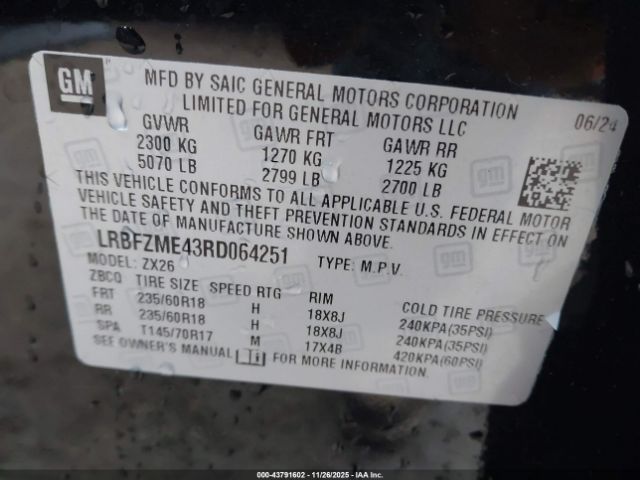 GM
MFD BY SAIC GENERAL MOTORS CORPORATION
LIMITED FOR GENERAL MOTORS LLC
06/24
GVWR GAWR FRT GAWR RR
2300 KG 1270 KG 1225 KG
5070 LB 2799 LB 2700 LB
THIS VEHICLE CONFORMS TO ALL APPLICABLE U.S. FEDERAL MOTOR
VEHICLE SAFETY AND THEFT PREVENTION STANDARDS IN EFFECT ON
THE DATE OF MANUFACTURE SHOWN ABOVE.
LRBFZME43RD064251 TYPE: M.P.V.
MODEL: ZX26
ZBCQ TIRE SIZE SPEED RTG RIM COLD TIRE PRESSURE
FRT 235/60R18 H 18X8J 240KPA(35PSI)
RR 235/60R18 H 18X8J 240KPA(35PSI)
SPA T145/70R17 M 17X4B 420KPA(60PSI)
SEE OWNER'S MANUAL FOR MORE INFORMATION.
000-43791602 - 11/26/2025 - IAA Inc.